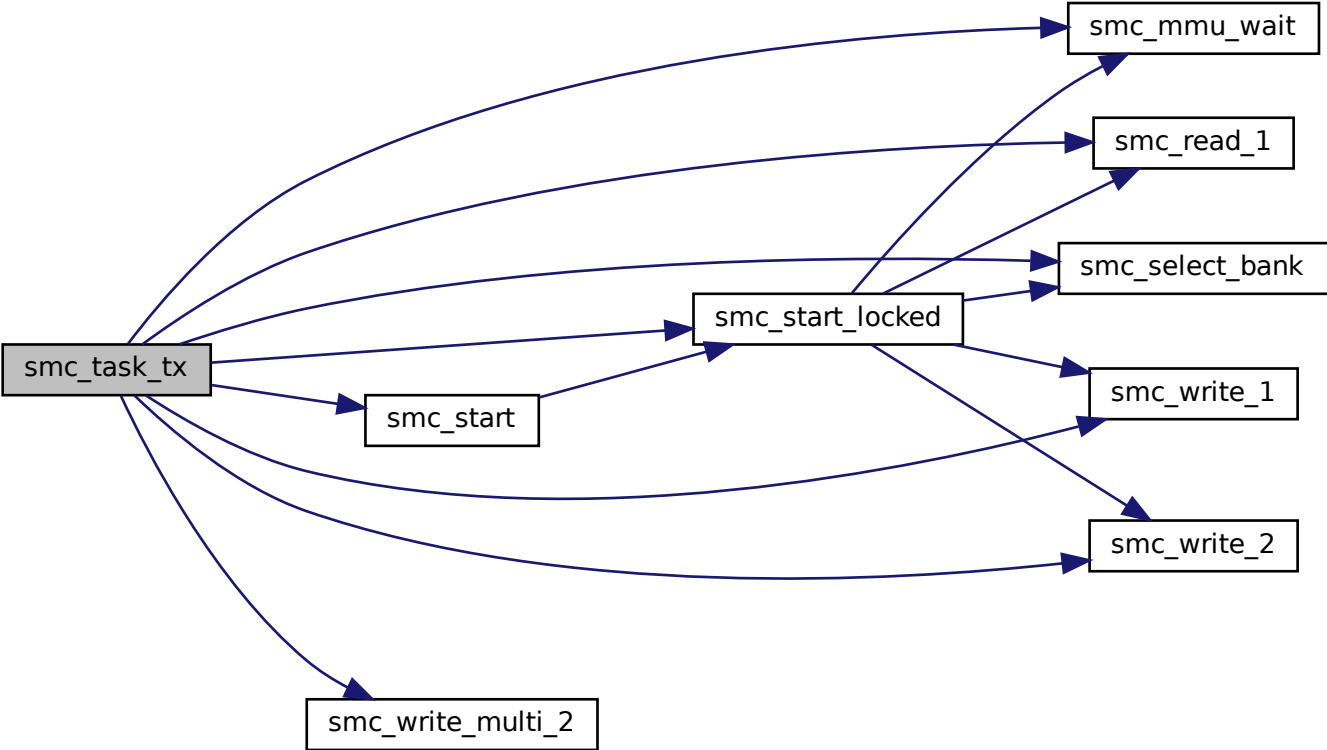 smc_mmu_wait
smc_read_1
smc_select_bank
smc_start_locked
smc_task_tx
smc_write_1
smc_start
smc_write_2
smc_write_multi_2